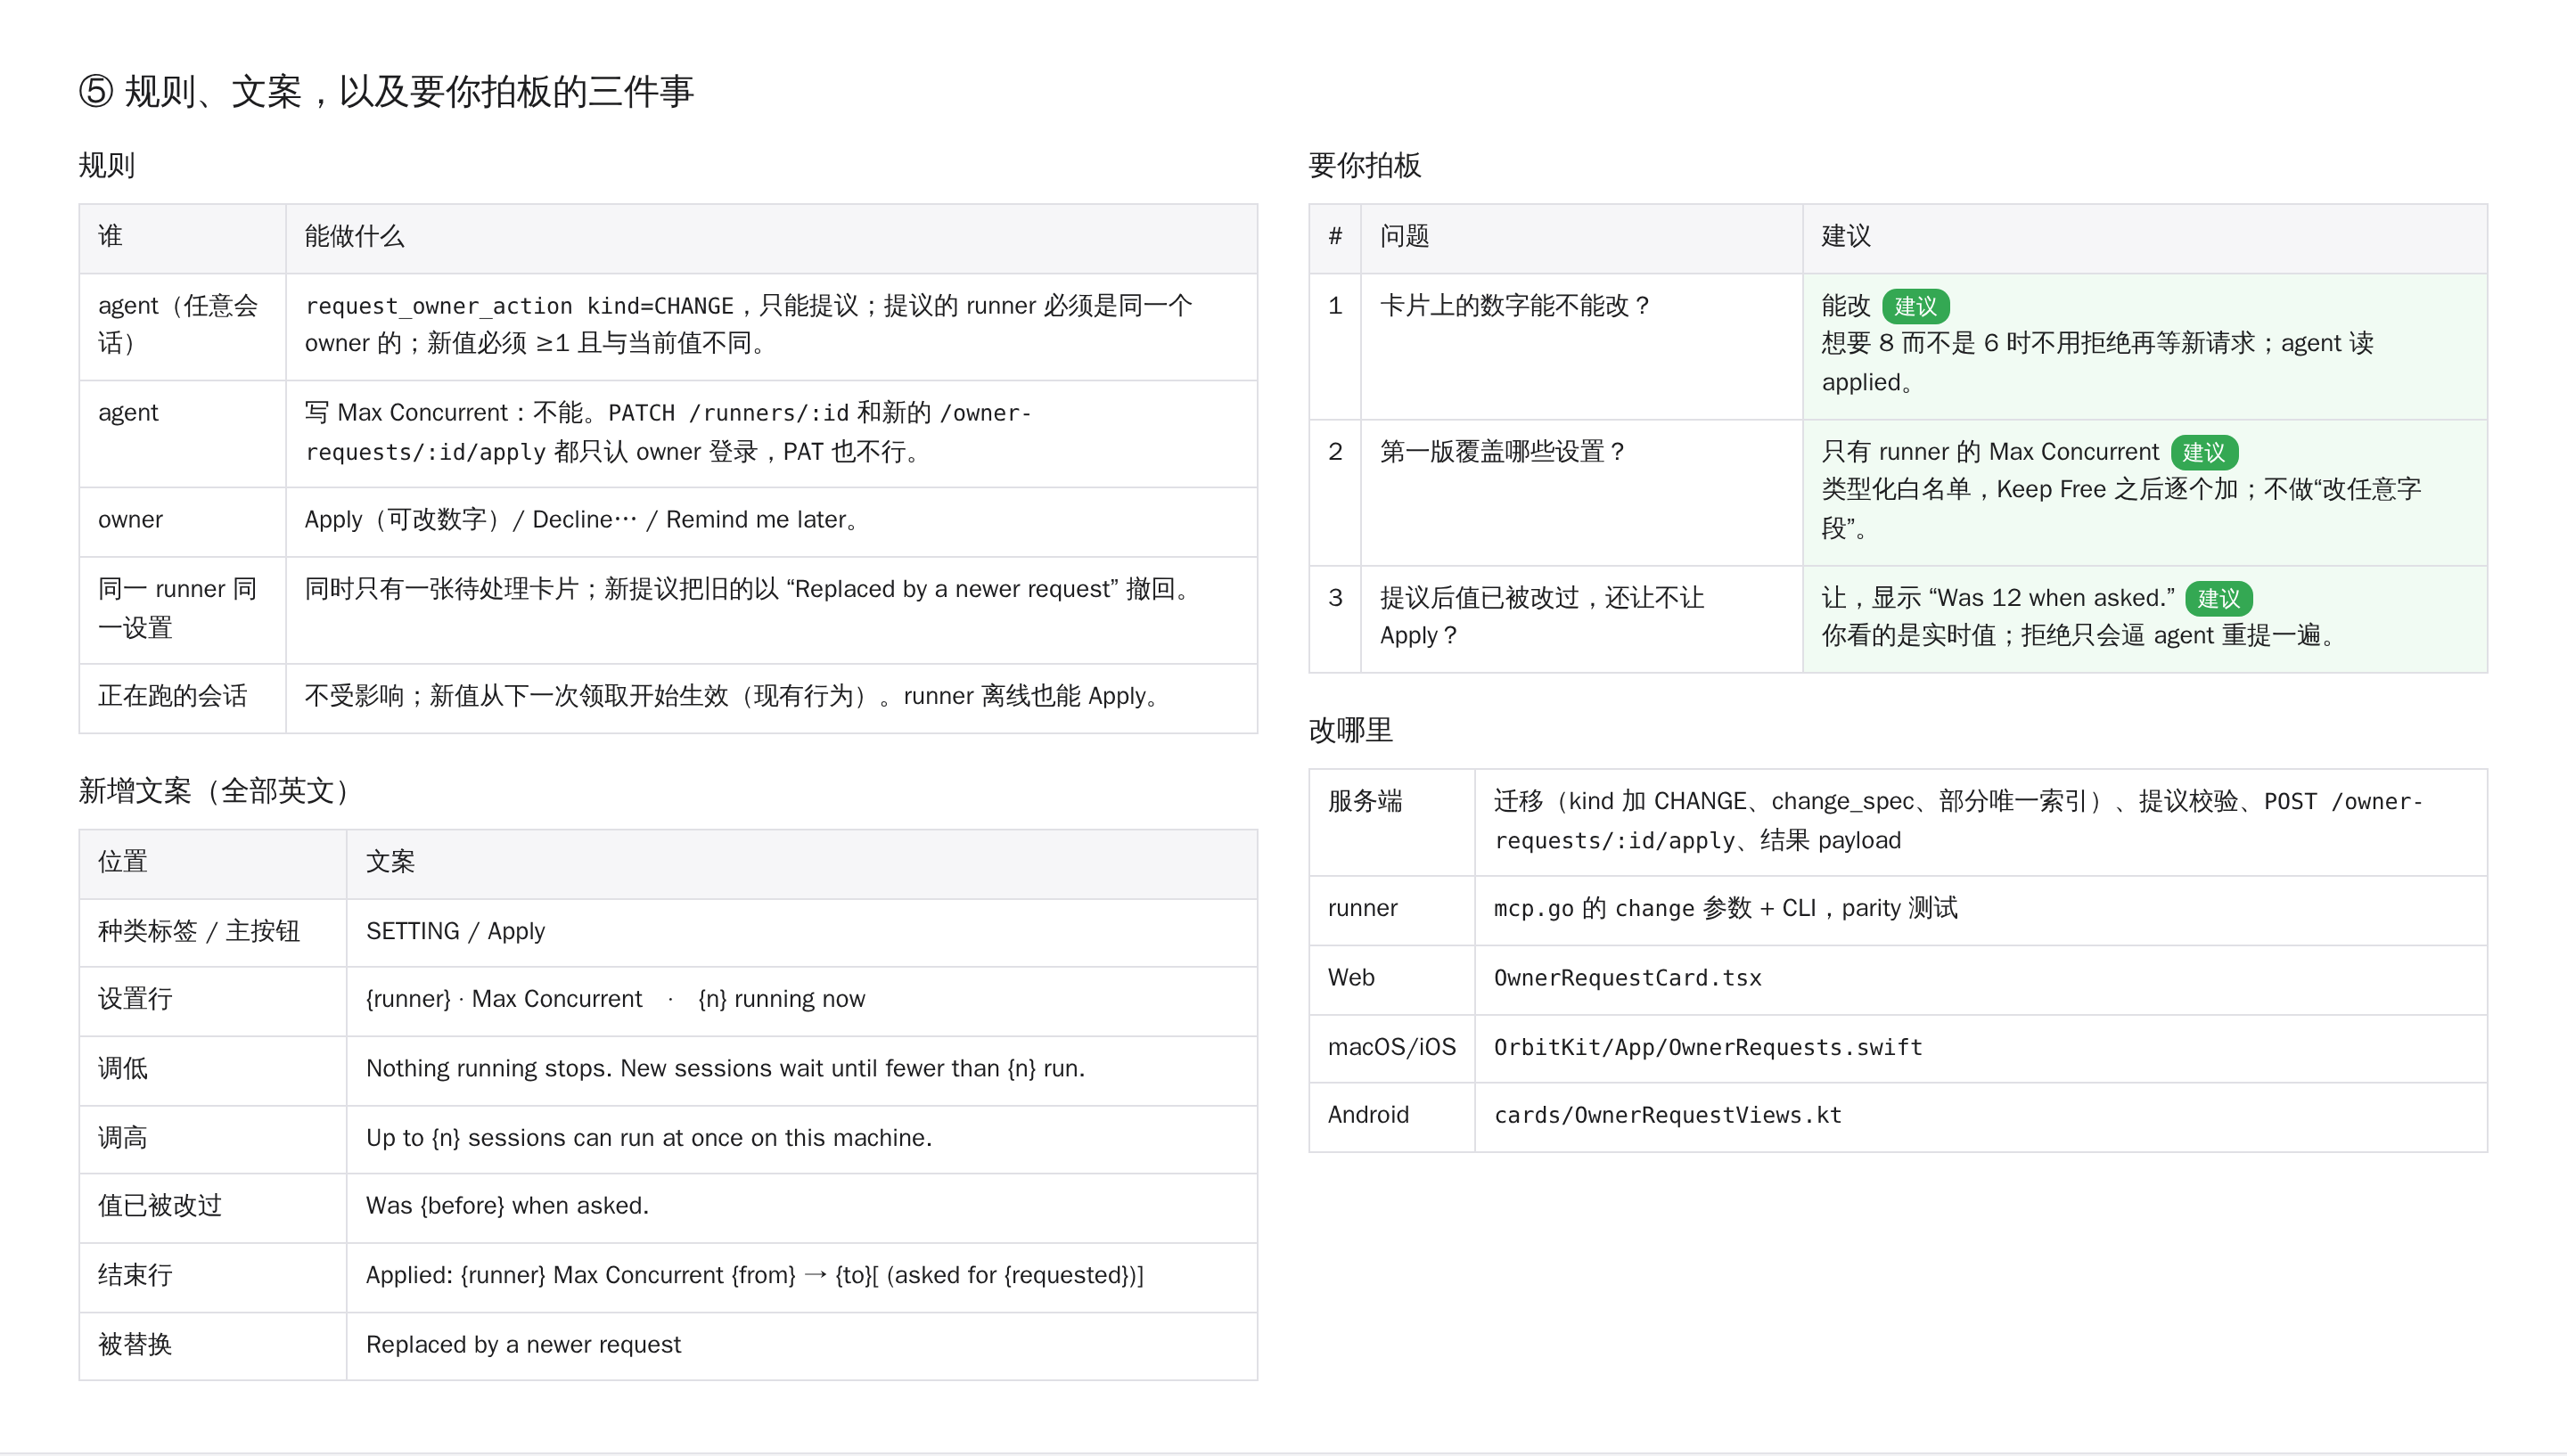 ⑤ 规则、文案，以及要你拍板的三件事
规则
谁 能做什么
agent（任意会
话）
request_owner_action kind=CHANGE，只能提议；提议的 runner 必须是同一个
owner 的；新值必须 ≥1 且与当前值不同。
agent
写 Max Concurrent：不能。PATCH /runners/:id 和新的 /owner-
requests/:id/apply 都只认 owner 登录，PAT 也不行。
owner
Apply（可改数字）/ Decline… / Remind me later。
同一 runner 同
一设置
同时只有一张待处理卡片；新提议把旧的以 “Replaced by a newer request” 撤回。
正在跑的会话
不受影响；新值从下一次领取开始生效（现有行为）。runner 离线也能 Apply。
新增文案（全部英文）
位置 文案
种类标签 / 主按钮 SETTING / Apply
设置行 {runner} · Max Concurrent · {n} running now
调低 Nothing running stops. New sessions wait until fewer than {n} run.
调高 Up to {n} sessions can run at once on this machine.
值已被改过 Was {before} when asked.
结束行 Applied: {runner} Max Concurrent {from} → {to}[ (asked for {requested})]
被替换 Replaced by a newer request
要你拍板
# 问题 建议
1 卡片上的数字能不能改？
能改 建议
想要 8 而不是 6 时不用拒绝再等新请求；agent 读
applied。
2 第一版覆盖哪些设置？
只有 runner 的 Max Concurrent 建议
类型化白名单，Keep Free 之后逐个加；不做“改任意字
段”。
3 提议后值已被改过，还让不让
Apply？
让，显示 “Was 12 when asked.” 建议
你看的是实时值；拒绝只会逼 agent 重提一遍。
改哪里
服务端
迁移（kind 加 CHANGE、change_spec、部分唯一索引）、提议校验、POST /owner-
requests/:id/apply、结果 payload
runner mcp.go 的 change 参数 + CLI，parity 测试
Web OwnerRequestCard.tsx
macOS/iOS OrbitKit/App/OwnerRequests.swift
Android cards/OwnerRequestViews.kt